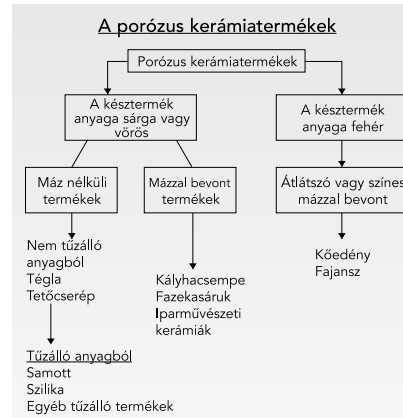 A porózus kerámiatermékek
Porózus kerámiatermékek
A késztermék
anyaga sárga vagy
vörös
A késztermék
anyaga fehér
Máz nélküli
termékek
Mázzal bevont
termékek
Átlátszó vagy színes
mázzal bevont
Nem tűzálló
anyagból
Tégla
Tetőcserép
Kályhacsempe
Fazekasáruk
Iparművészeti
kerámiák
Kőedény
Fajansz
Tűzálló anyagból
Samott
Szilika
Egyéb tűzálló termékek